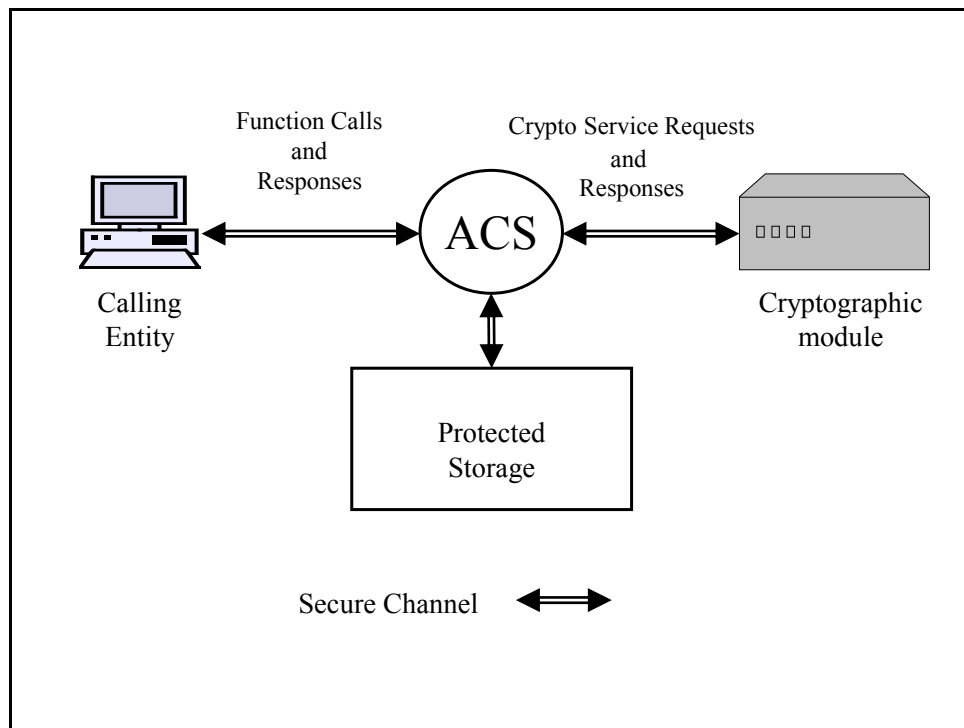 Function Calls
and
Responses
Crypto Service Requests
and
Responses
ACS
Calling
Entity
Cryptographic
module
Protected
Storage
Secure Channel